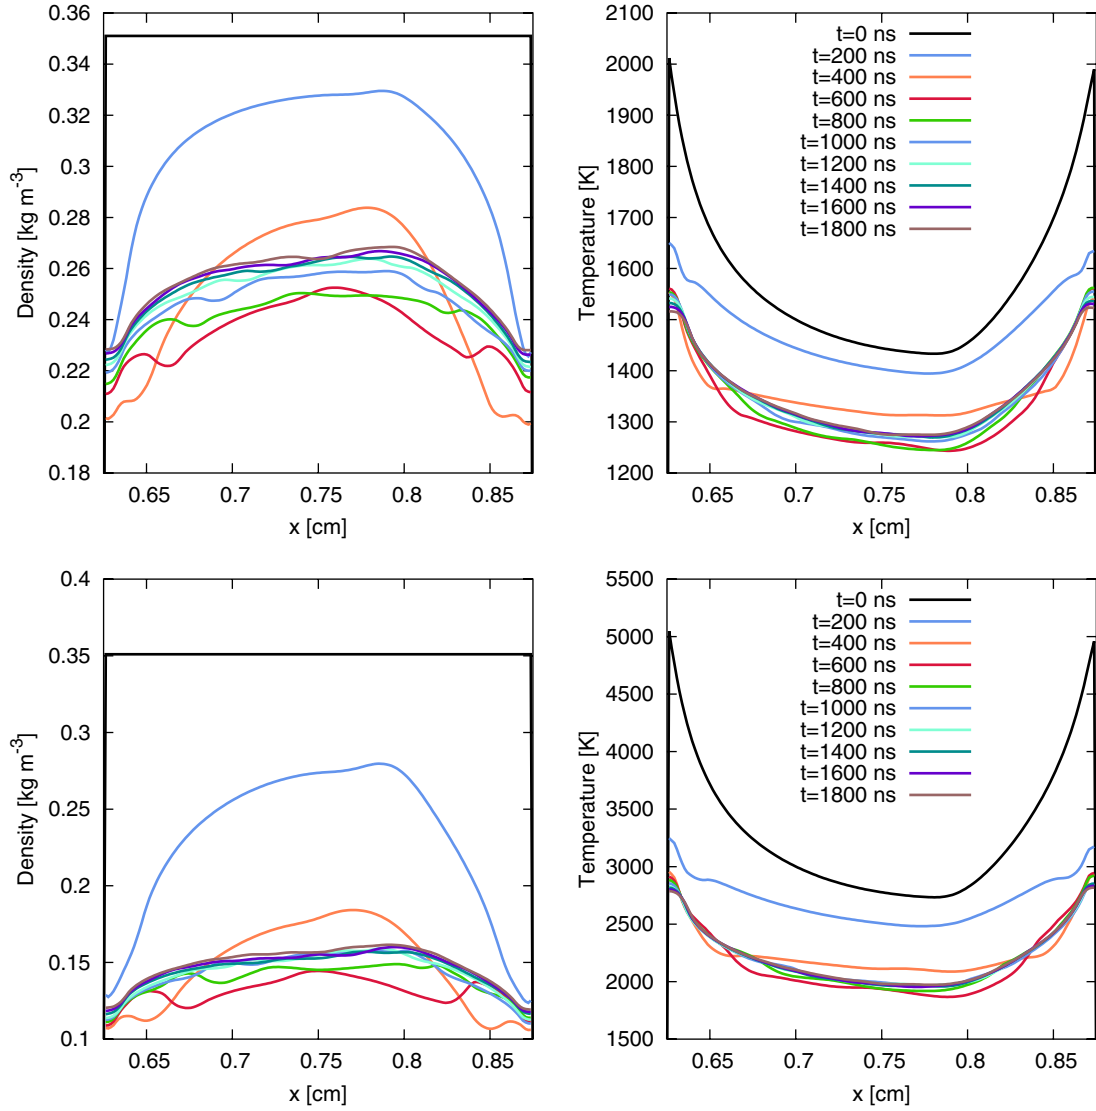 0.36
0.34
0.32
0.3
0.28
0.26
0.24
0.22
0.2
0.18
Density [kg m-3]
0.65 0.7 0.75 0.8 0.85
x [cm]
2100
2000
1900
1800
1700
1600
1500
1400
1300
1200
Temperature [K]
t=0 ns
t=200 ns
t=400 ns
t=600 ns
t=800 ns
t=1000 ns
t=1200 ns
t=1400 ns
t=1600 ns
t=1800 ns
0.65 0.7 0.75 0.8 0.85
x [cm]
0.4
0.35
0.3
0.25
0.2
0.15
0.1
Density [kg m-3]
0.65 0.7 0.75 0.8 0.85
x [cm]
5500
5000
4500
4000
3500
3000
2500
2000
1500
Temperature [K]
t=0 ns
t=200 ns
t=400 ns
t=600 ns
t=800 ns
t=1000 ns
t=1200 ns
t=1400 ns
t=1600 ns
t=1800 ns
0.65 0.7 0.75 0.8 0.85
x [cm]